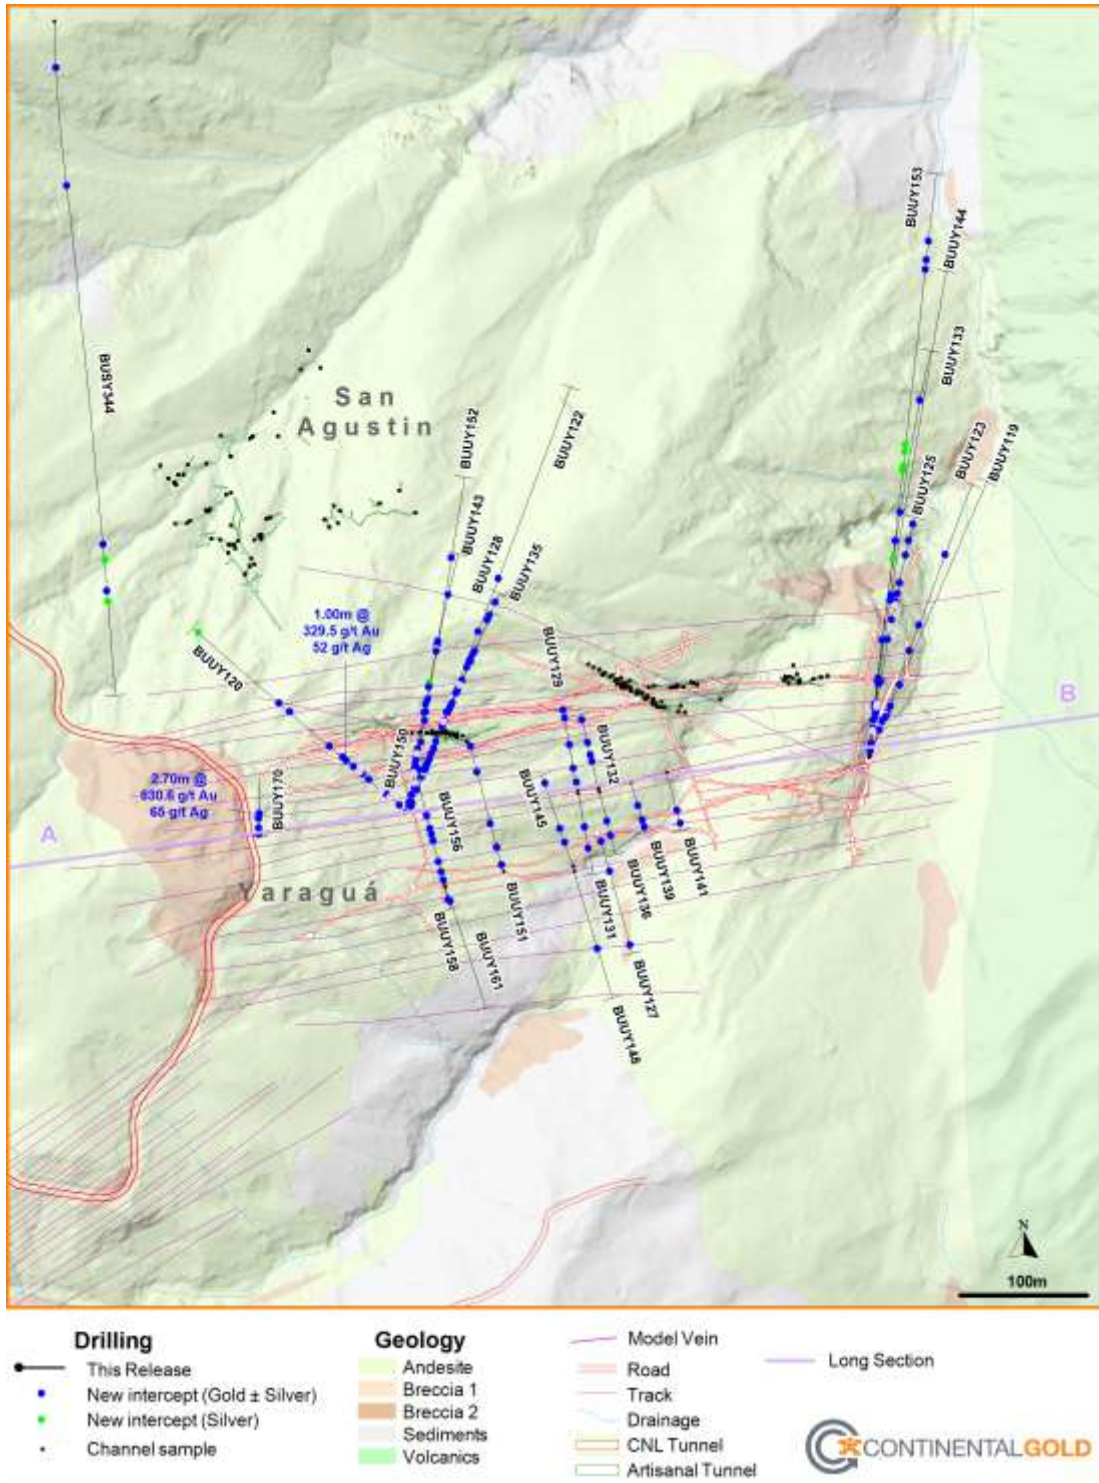 BUUY153
BUUY144
BUUY133
BUSY344
San
Agustin
BUUY152
BUUY122
BUUY123
BUUY119
BUUY125
BUUY143
BUUY128
BUUY135
1.00m @
329.5 g/t Au
52 g/t Ag
BUUY120
BUUY129
B
BUUY150
BUUY132
2.70m @
630.6 g/t Au
65 g/t Ag
BUUY170
A
BUUY156
BUUY145
BUUY141
BUUY139
BUUY136
Yaraguá
BUUY131
BUUY151
BUUY158
BUUY161
BUUY127
BUUY146
N
100m
Drilling
This Release
New intercept (Gold ± Silver)
New intercept (Silver)
Channel sample
Geology
Andesite
Breccia 1
Breccia 2
Sediments
Volcanics
Model Vein
Road
Track
Drainage
CNL Tunnel
Artisanal Tunnel
Long Section
CONTINENTALGOLD